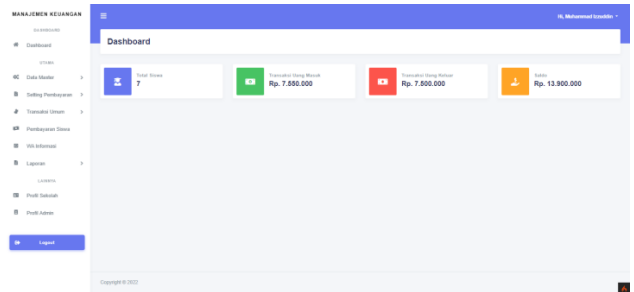 MANAJEMEN KEUANGAN
DASHBOARD
Dashboard
UTAMA
Data Master
Setting Pembayaran
Transaksi Umum
Pembayaran Siswa
WA Informasi
Laporan
LAINNYA
Profil Sekolah
Profil Admin
Logout
Hi, Muhammad Izzuddin
Dashboard
Total Siswa
7
Transaksi Uang Masuk
Rp. 7.550.000
Transaksi Uang Keluar
Rp. 7.500.000
Saldo
Rp. 13.900.000
Copyright © 2022